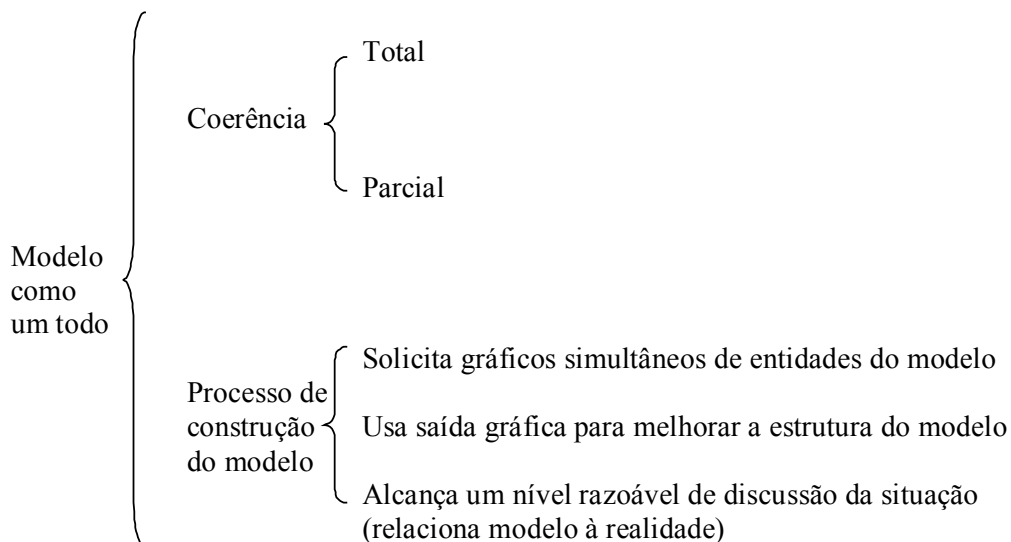 Modelo
como
um todo
Coerência
Total
Parcial
Processo de
construção
do modelo
Solicita gráficos simultâneos de entidades do modelo
Usa saída gráfica para melhorar a estrutura do modelo
Alcança um nível razoável de discussão da situação
(relaciona modelo à realidade)